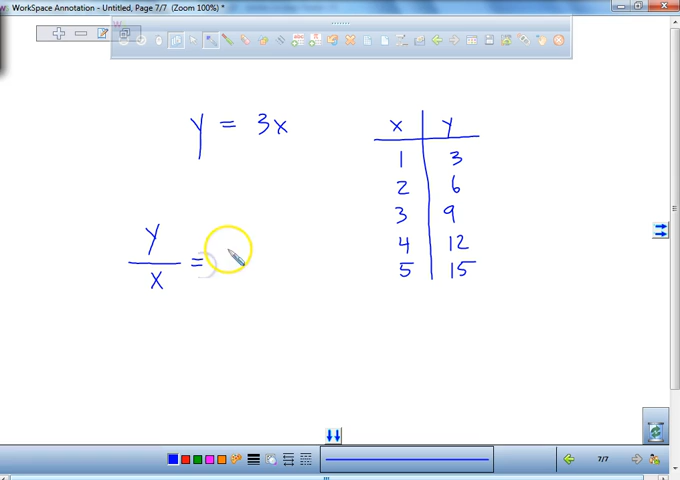 WorkSpace Annotation - Untitled, Page 7/7 (Zoom 100%) *
y = 3x
x y
1 3
2 6
3 9
4 12
5 15
y
x
=
7/7